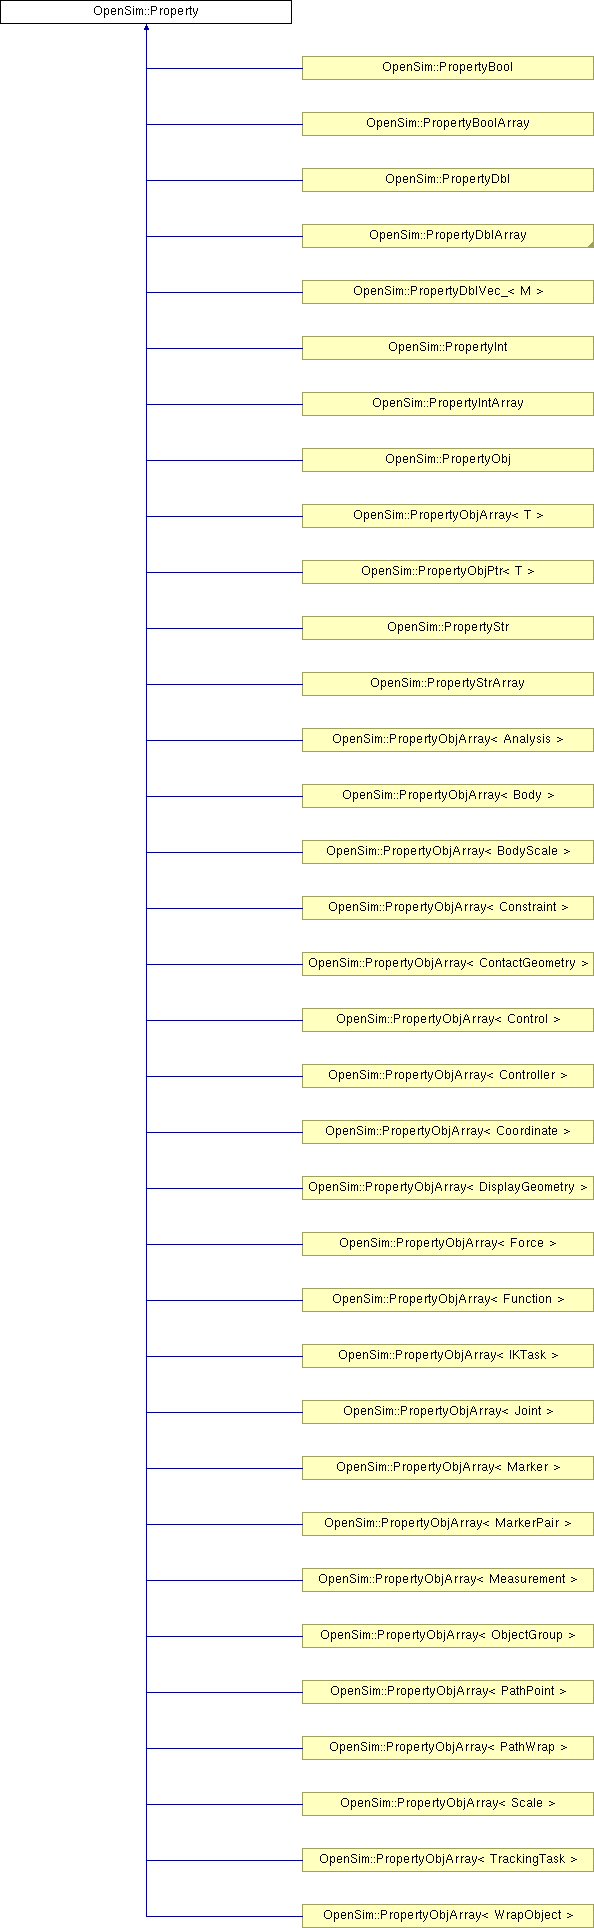 OpenSim::Property
OpenSim::PropertyBool
OpenSim::PropertyBoolArray
OpenSim::PropertyDbl
OpenSim::PropertyDblArray
OpenSim::PropertyDblVec_< M >
OpenSim::PropertyInt
OpenSim::PropertyIntArray
OpenSim::PropertyObj
OpenSim::PropertyObjArray< T >
OpenSim::PropertyObjPtr< T >
OpenSim::PropertyStr
OpenSim::PropertyStrArray
OpenSim::PropertyObjArray< Analysis >
OpenSim::PropertyObjArray< Body >
OpenSim::PropertyObjArray< BodyScale >
OpenSim::PropertyObjArray< Constraint >
OpenSim::PropertyObjArray< ContactGeometry >
OpenSim::PropertyObjArray< Control >
OpenSim::PropertyObjArray< Controller >
OpenSim::PropertyObjArray< Coordinate >
OpenSim::PropertyObjArray< DisplayGeometry >
OpenSim::PropertyObjArray< Force >
OpenSim::PropertyObjArray< Function >
OpenSim::PropertyObjArray< IKTask >
OpenSim::PropertyObjArray< Joint >
OpenSim::PropertyObjArray< Marker >
OpenSim::PropertyObjArray< MarkerPair >
OpenSim::PropertyObjArray< Measurement >
OpenSim::PropertyObjArray< ObjectGroup >
OpenSim::PropertyObjArray< PathPoint >
OpenSim::PropertyObjArray< PathWrap >
OpenSim::PropertyObjArray< Scale >
OpenSim::PropertyObjArray< TrackingTask >
OpenSim::PropertyObjArray< WrapObject >